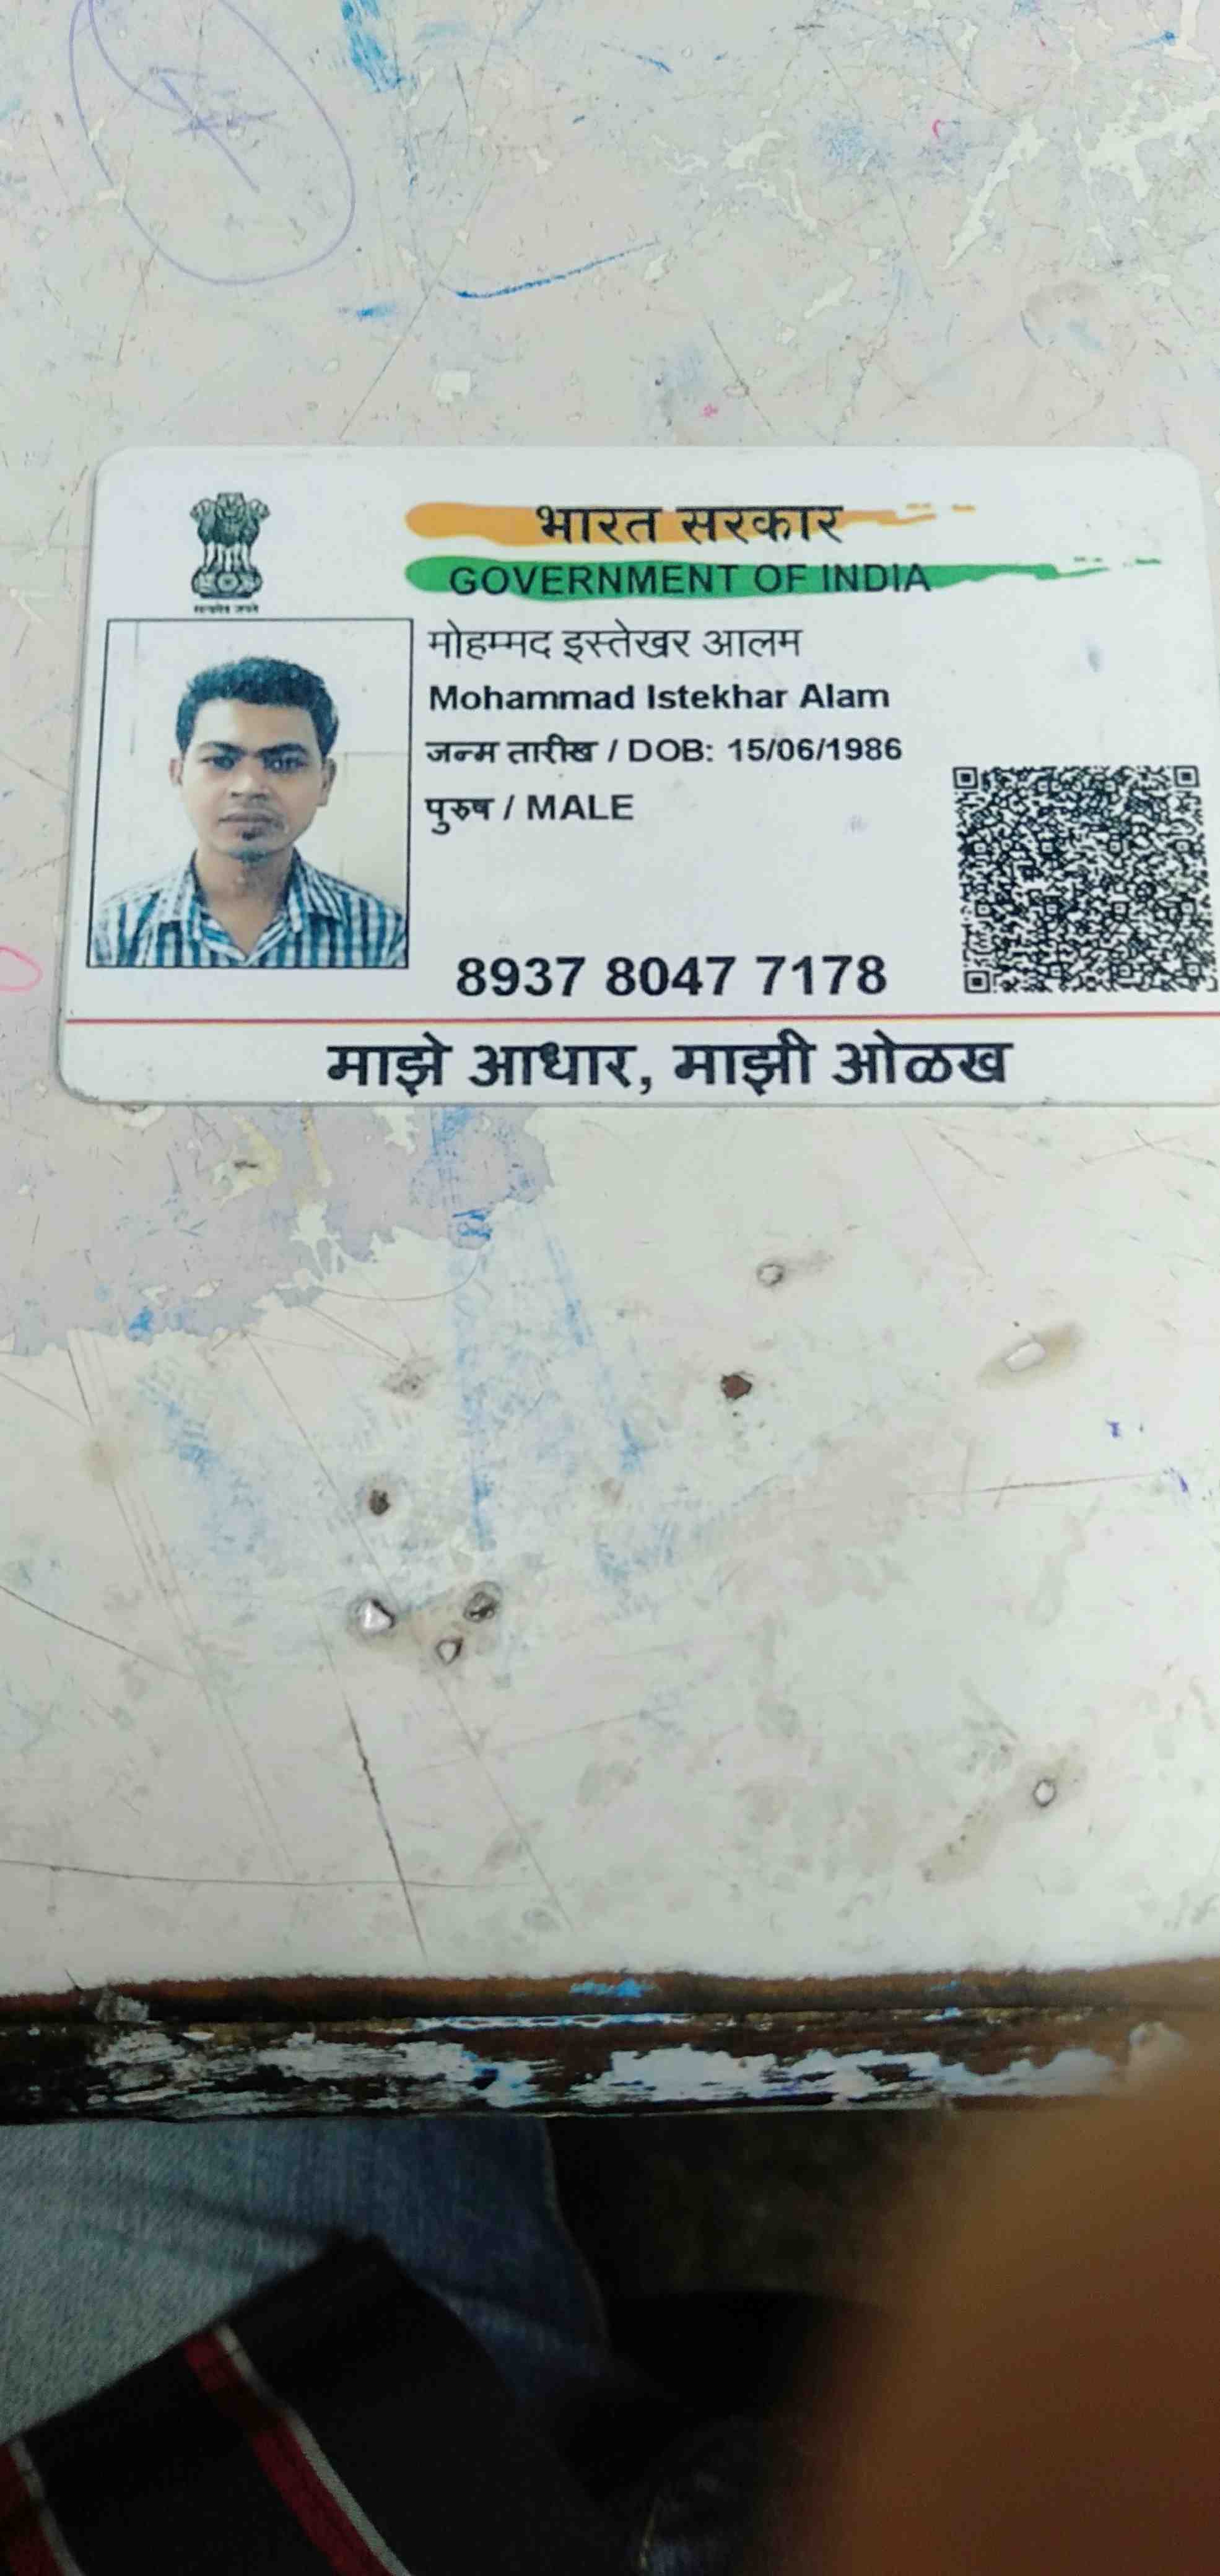 भारत सरकार
GOVERNMENT OF INDIA
सत्यमेव जयते
मोहम्मद इस्तेखर आलम
Mohammad Istekhar Alam
जन्म तारीख / DOB: 15/06/1986
पुरुष / MALE
8937 8047 7178
माझे आधार, माझी ओळख